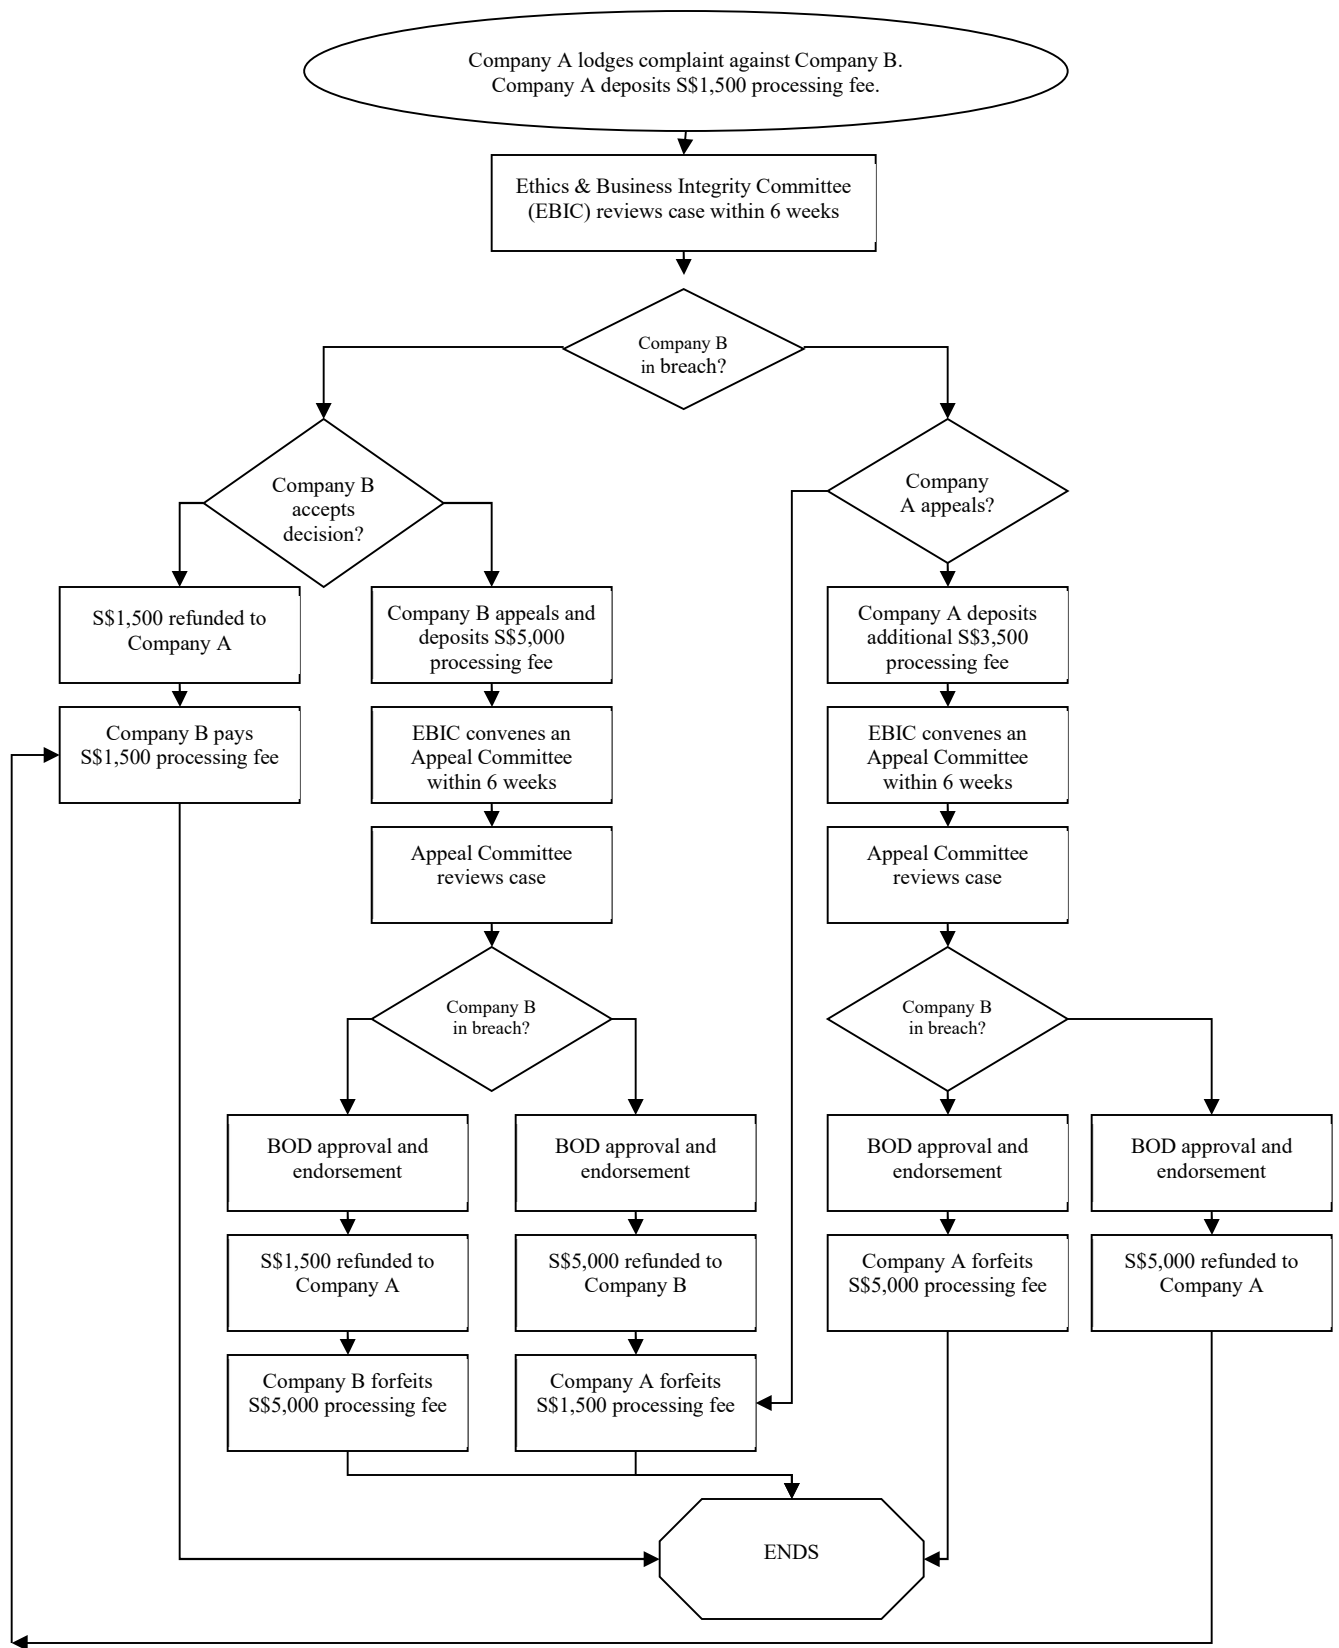 Company A lodges complaint against Company B.
Company A deposits S$1,500 processing fee.
Ethics & Business Integrity Committee
(EBIC) reviews case within 6 weeks
Company B
in breach?
Company B
accepts
decision?
Company
A appeals?
S$1,500 refunded to
Company A
Company B appeals and
deposits S$5,000
processing fee
Company A deposits
additional S$3,500
processing fee
Company B pays
S$1,500 processing fee
EBIC convenes an
Appeal Committee
within 6 weeks
EBIC convenes an
Appeal Committee
within 6 weeks
Appeal Committee
reviews case
Appeal Committee
reviews case
Company B
in breach?
Company B
in breach?
BOD approval and
endorsement
BOD approval and
endorsement
BOD approval and
endorsement
BOD approval and
endorsement
S$1,500 refunded to
Company A
S$5,000 refunded to
Company B
Company A forfeits
S$5,000 processing fee
S$5,000 refunded to
Company A
Company B forfeits
S$5,000 processing fee
Company A forfeits
S$1,500 processing fee
ENDS